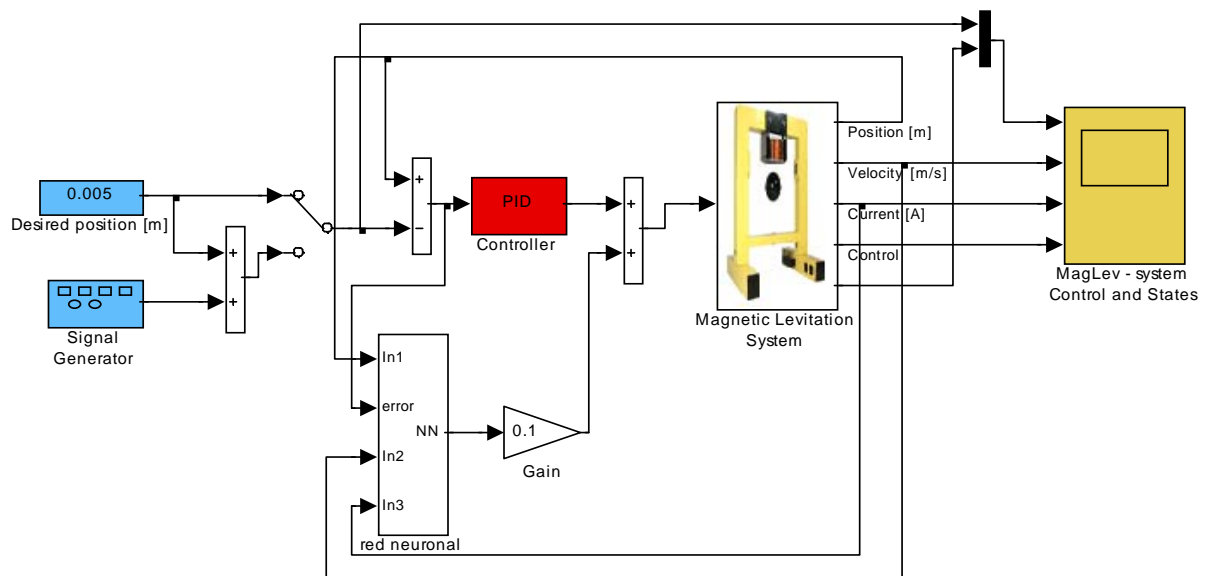 0.005
Desired position [m]
+
+
Signal
Generator
+
−
PID
Controller
+
+
Position [m]
Velocity [m/s]
Current [A]
Control
Magnetic Levitation
System
MagLev - system
Control and States
In1
error
In2
In3
NN
red neuronal
0.1
Gain